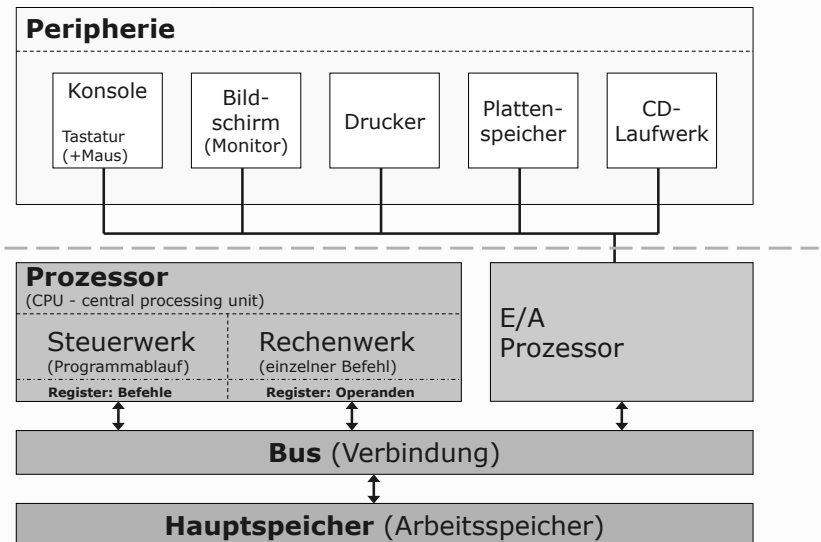 Peripherie
Konsole
Tastatur
(+Maus)
Bild-
schirm
(Monitor)
Drucker
Platten-
speicher
CD-
Laufwerk
Prozessor
(CPU - central processing unit)
Steuerwerk
(Programmablauf)
Register: Befehle
Rechenwerk
(einzelner Befehl)
Register: Operanden
E/A
Prozessor
Bus (Verbindung)
Hauptspeicher (Arbeitsspeicher)